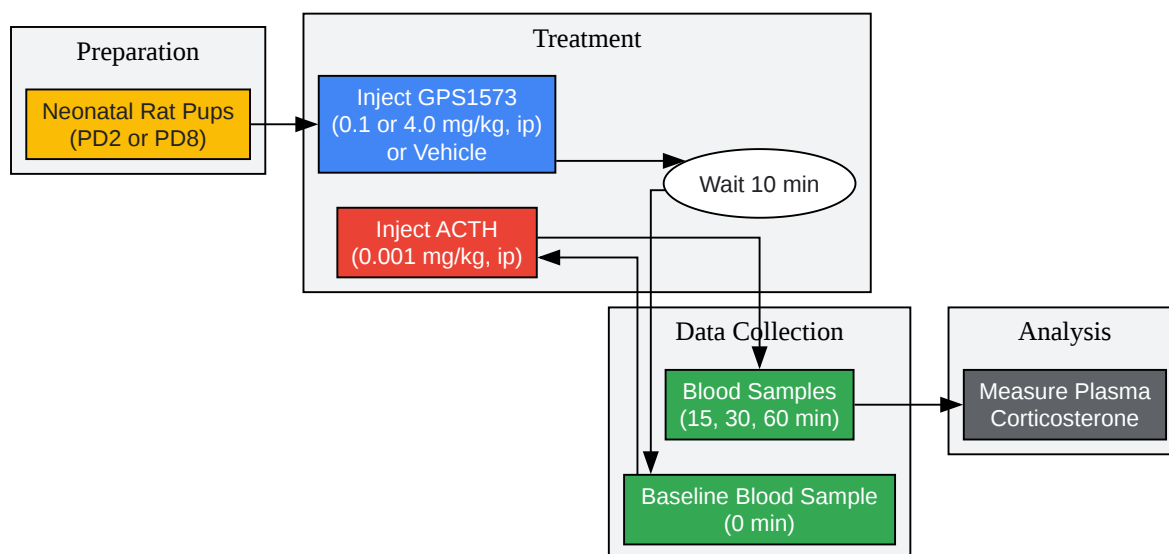 Preparation
Neonatal Rat Pups
(PD2 or PD8)
Treatment
Inject GPS1573
(0.1 or 4.0 mg/kg, ip)
or Vehicle
Wait 10 min
Inject ACTH
(0.001 mg/kg, ip)
Data Collection
Blood Samples
(15, 30, 60 min)
Baseline Blood Sample
(0 min)
Analysis
Measure Plasma
Corticosterone